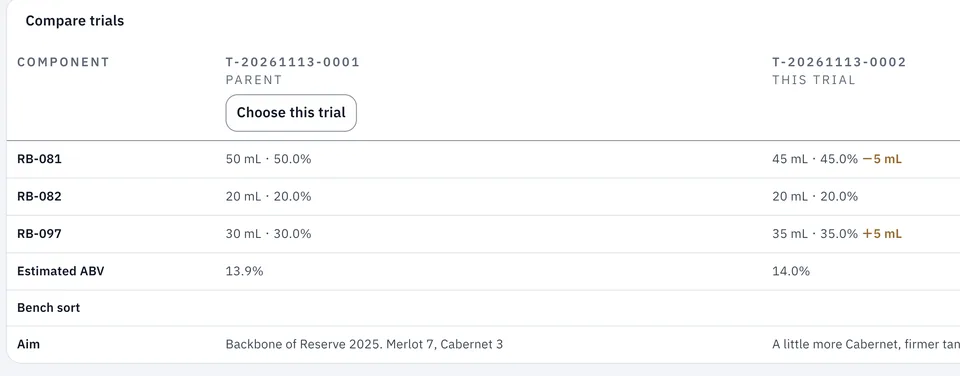 Compare trials
COMPONENT T-20261113-0001 T-20261113-0002
PARENT THIS TRIAL
Choose this trial
RB-081 50 mL · 50.0% 45 mL · 45.0% −5 mL
RB-082 20 mL · 20.0% 20 mL · 20.0%
RB-097 30 mL · 30.0% 35 mL · 35.0% +5 mL
Estimated ABV 13.9% 14.0%
Bench sort
Aim Backbone of Reserve 2025. Merlot 7, Cabernet 3 A little more Cabernet, firmer